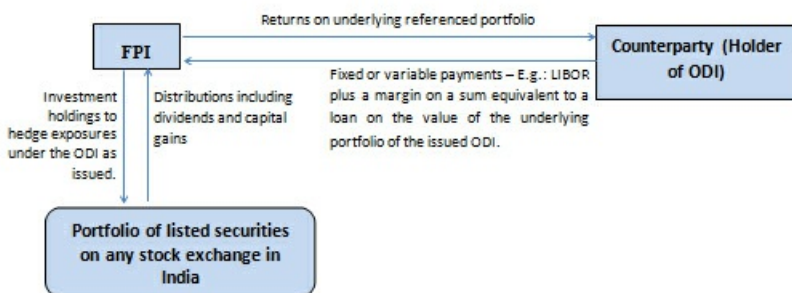 Returns on underlying referenced portfolio
FPI
Counterparty (Holder
of ODI)
Fixed or variable payments – E.g.: LIBOR
plus a margin on a sum equivalent to a
loan on the value of the underlying
portfolio of the issued ODI.
Investment
holdings to
hedge exposures
under the ODI as
issued.
Distributions including
dividends and capital
gains
Portfolio of listed securities
on any stock exchange in
India